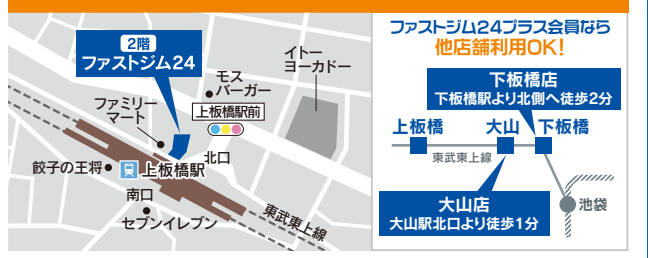 2階
ファストジム24
モス
バーガー
イトー
ヨーカドー
ファミリー
マート
上板橋駅前
北口
餃子の王将
上板橋駅
南口
セブンイレブン
東武東上線
ファストジム24プラス会員なら
他店舗利用OK!
下板橋店
下板橋駅より北側へ徒歩2分
上板橋
大山
下板橋
東武東上線
池袋
大山店
大山駅北口より徒歩1分